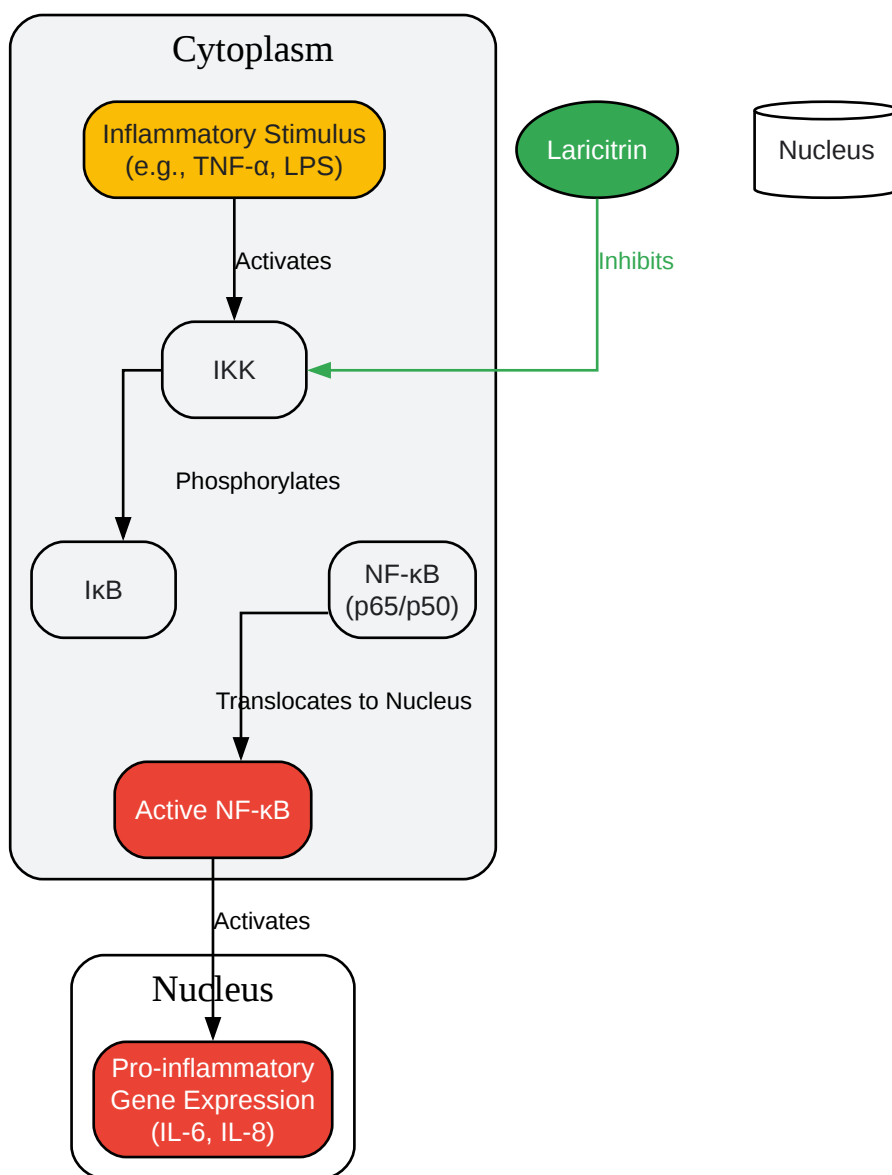 Cytoplasm
Inflammatory Stimulus
(e.g., TNF-α, LPS)
Laricitrin
Nucleus
Activates
Inhibits
IKK
Phosphorylates
IκB
NF-κB
(p65/p50)
Translocates to Nucleus
Active NF-κB
Activates
Nucleus
Pro-inflammatory
Gene Expression
(IL-6, IL-8)